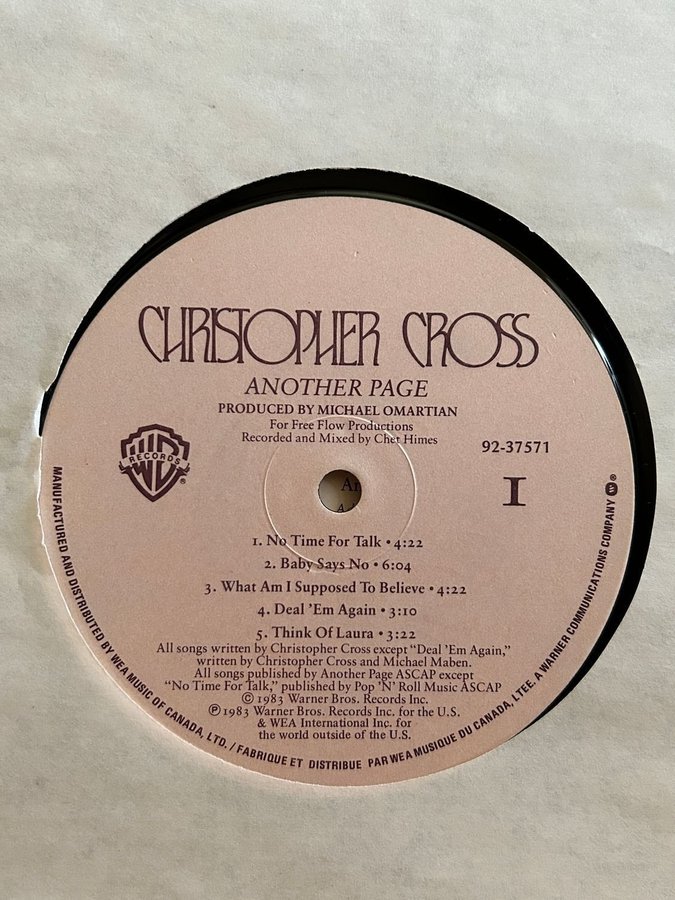 CHRISTOPHER CROSS
ANOTHER PAGE
PRODUCED BY MICHAEL OMARTIAN
For Free Flow Productions
Recorded and Mixed by Chet Himes
92-37571
WB
RECORDS
®
I
1. No Time For Talk • 4:22
2. Baby Says No • 6:04
3. What Am I Supposed To Believe • 4:22
4. Deal ’Em Again • 3:10
5. Think Of Laura • 3:22
All songs written by Christopher Cross except “Deal ’Em Again,”
written by Christopher Cross and Michael Maben.
All songs published by Another Page ASCAP except
“No Time For Talk,” published by Pop ’N’ Roll Music ASCAP
© 1983 Warner Bros. Records Inc.
℗ 1983 Warner Bros. Records Inc. for the U.S.
& WEA International Inc. for
the world outside of the U.S.
MANUFACTURED AND DISTRIBUTED BY WEA MUSIC OF CANADA, LTD. / FABRIQUE ET DISTRIBUE PAR WEA MUSIQUE DU CANADA, LTEE. A WARNER COMMUNICATIONS COMPANY ®